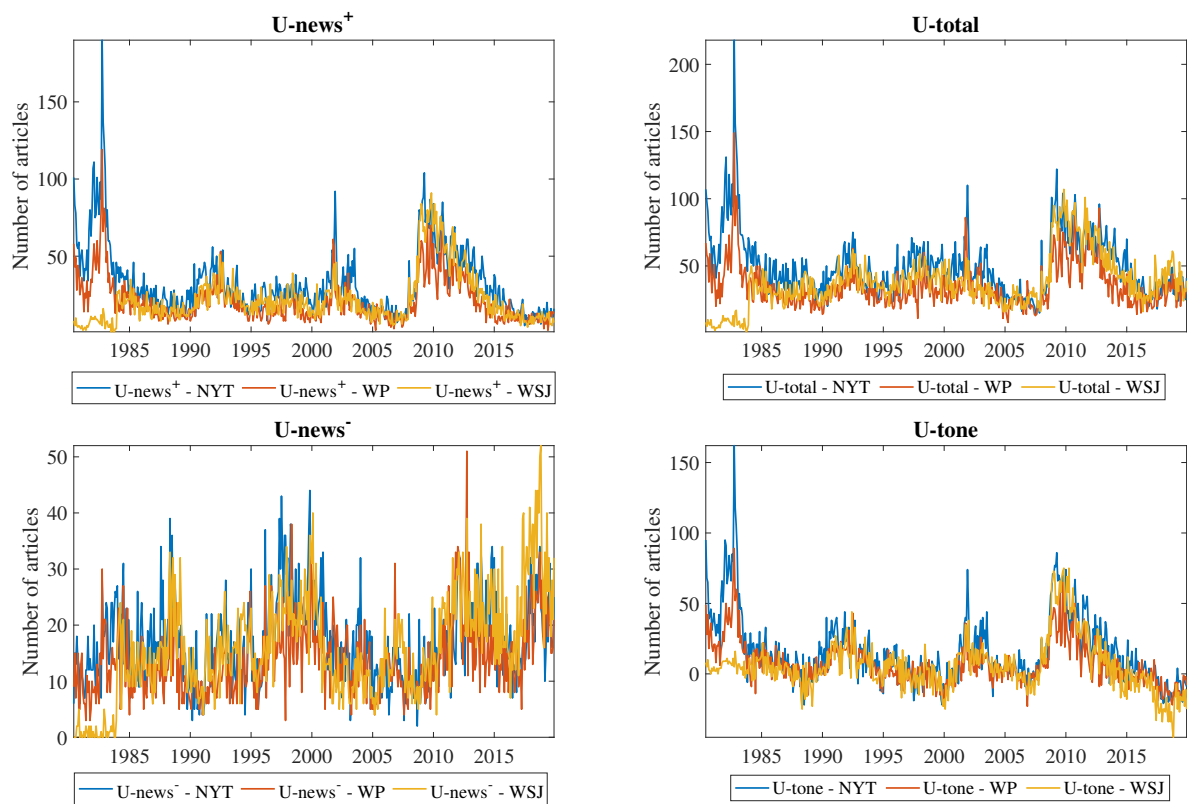 U-news⁺
Number of articles
150
100
50
1985 1990 1995 2000 2005 2010 2015
U-news⁺ - NYT U-news⁺ - WP U-news⁺ - WSJ
U-total
Number of articles
200
150
100
50
1985 1990 1995 2000 2005 2010 2015
U-total - NYT U-total - WP U-total - WSJ
U-news⁻
Number of articles
50
40
30
20
10
0
1985 1990 1995 2000 2005 2010 2015
U-news⁻ - NYT U-news⁻ - WP U-news⁻ - WSJ
U-tone
Number of articles
150
100
50
0
1985 1990 1995 2000 2005 2010 2015
U-tone - NYT U-tone - WP U-tone - WSJ